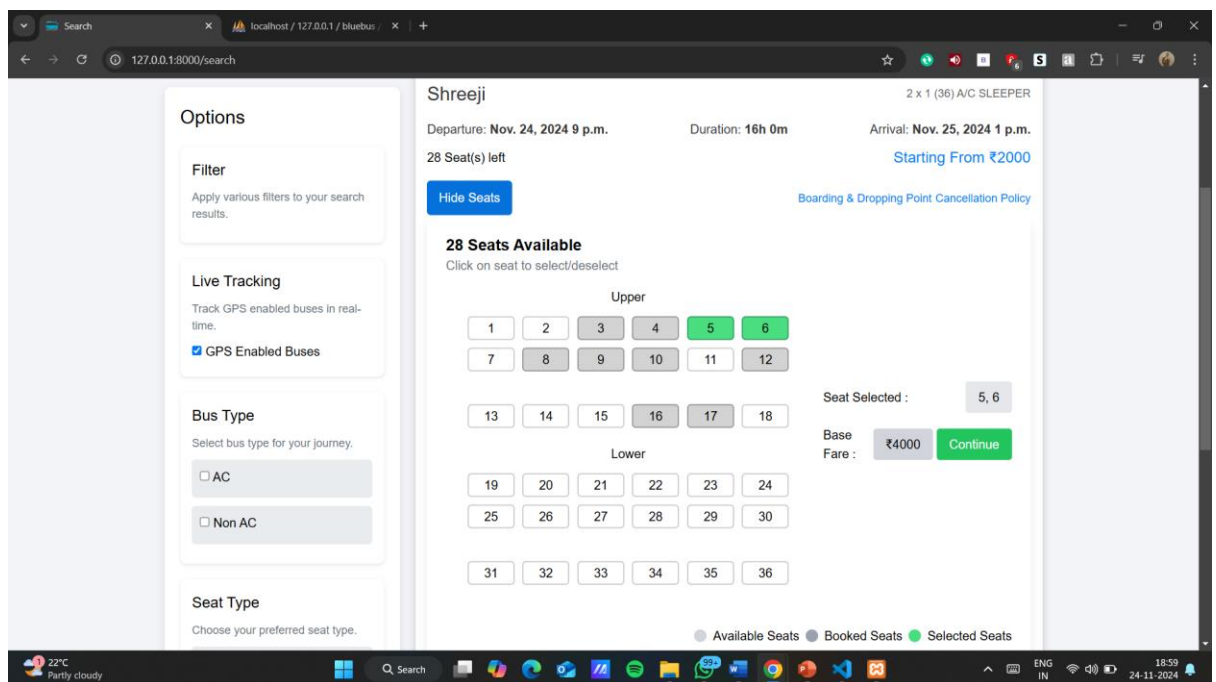 Search
localhost / 127.0.0.1 / bluebus /
127.0.0.1:8000/search
Options
Filter
Apply various filters to your search
results.
Live Tracking
Track GPS enabled buses in real-
time.
GPS Enabled Buses
Bus Type
Select bus type for your journey.
AC
Non AC
Seat Type
Choose your preferred seat type.
Shreeji
2 x 1 (36) A/C SLEEPER
Departure: Nov. 24, 2024 9 p.m.
Duration: 16h 0m
Arrival: Nov. 25, 2024 1 p.m.
28 Seat(s) left
Starting From ₹2000
Hide Seats
Boarding & Dropping Point Cancellation Policy
28 Seats Available
Click on seat to select/deselect
Upper
1 2 3 4 5 6
7 8 9 10 11 12
13 14 15 16 17 18
Lower
19 20 21 22 23 24
25 26 27 28 29 30
31 32 33 34 35 36
Seat Selected : 5, 6
Base
Fare :
₹4000
Continue
Available Seats Booked Seats Selected Seats
1
22°C
Partly cloudy
Search
99+
ENG
IN
18:59
24-11-2024